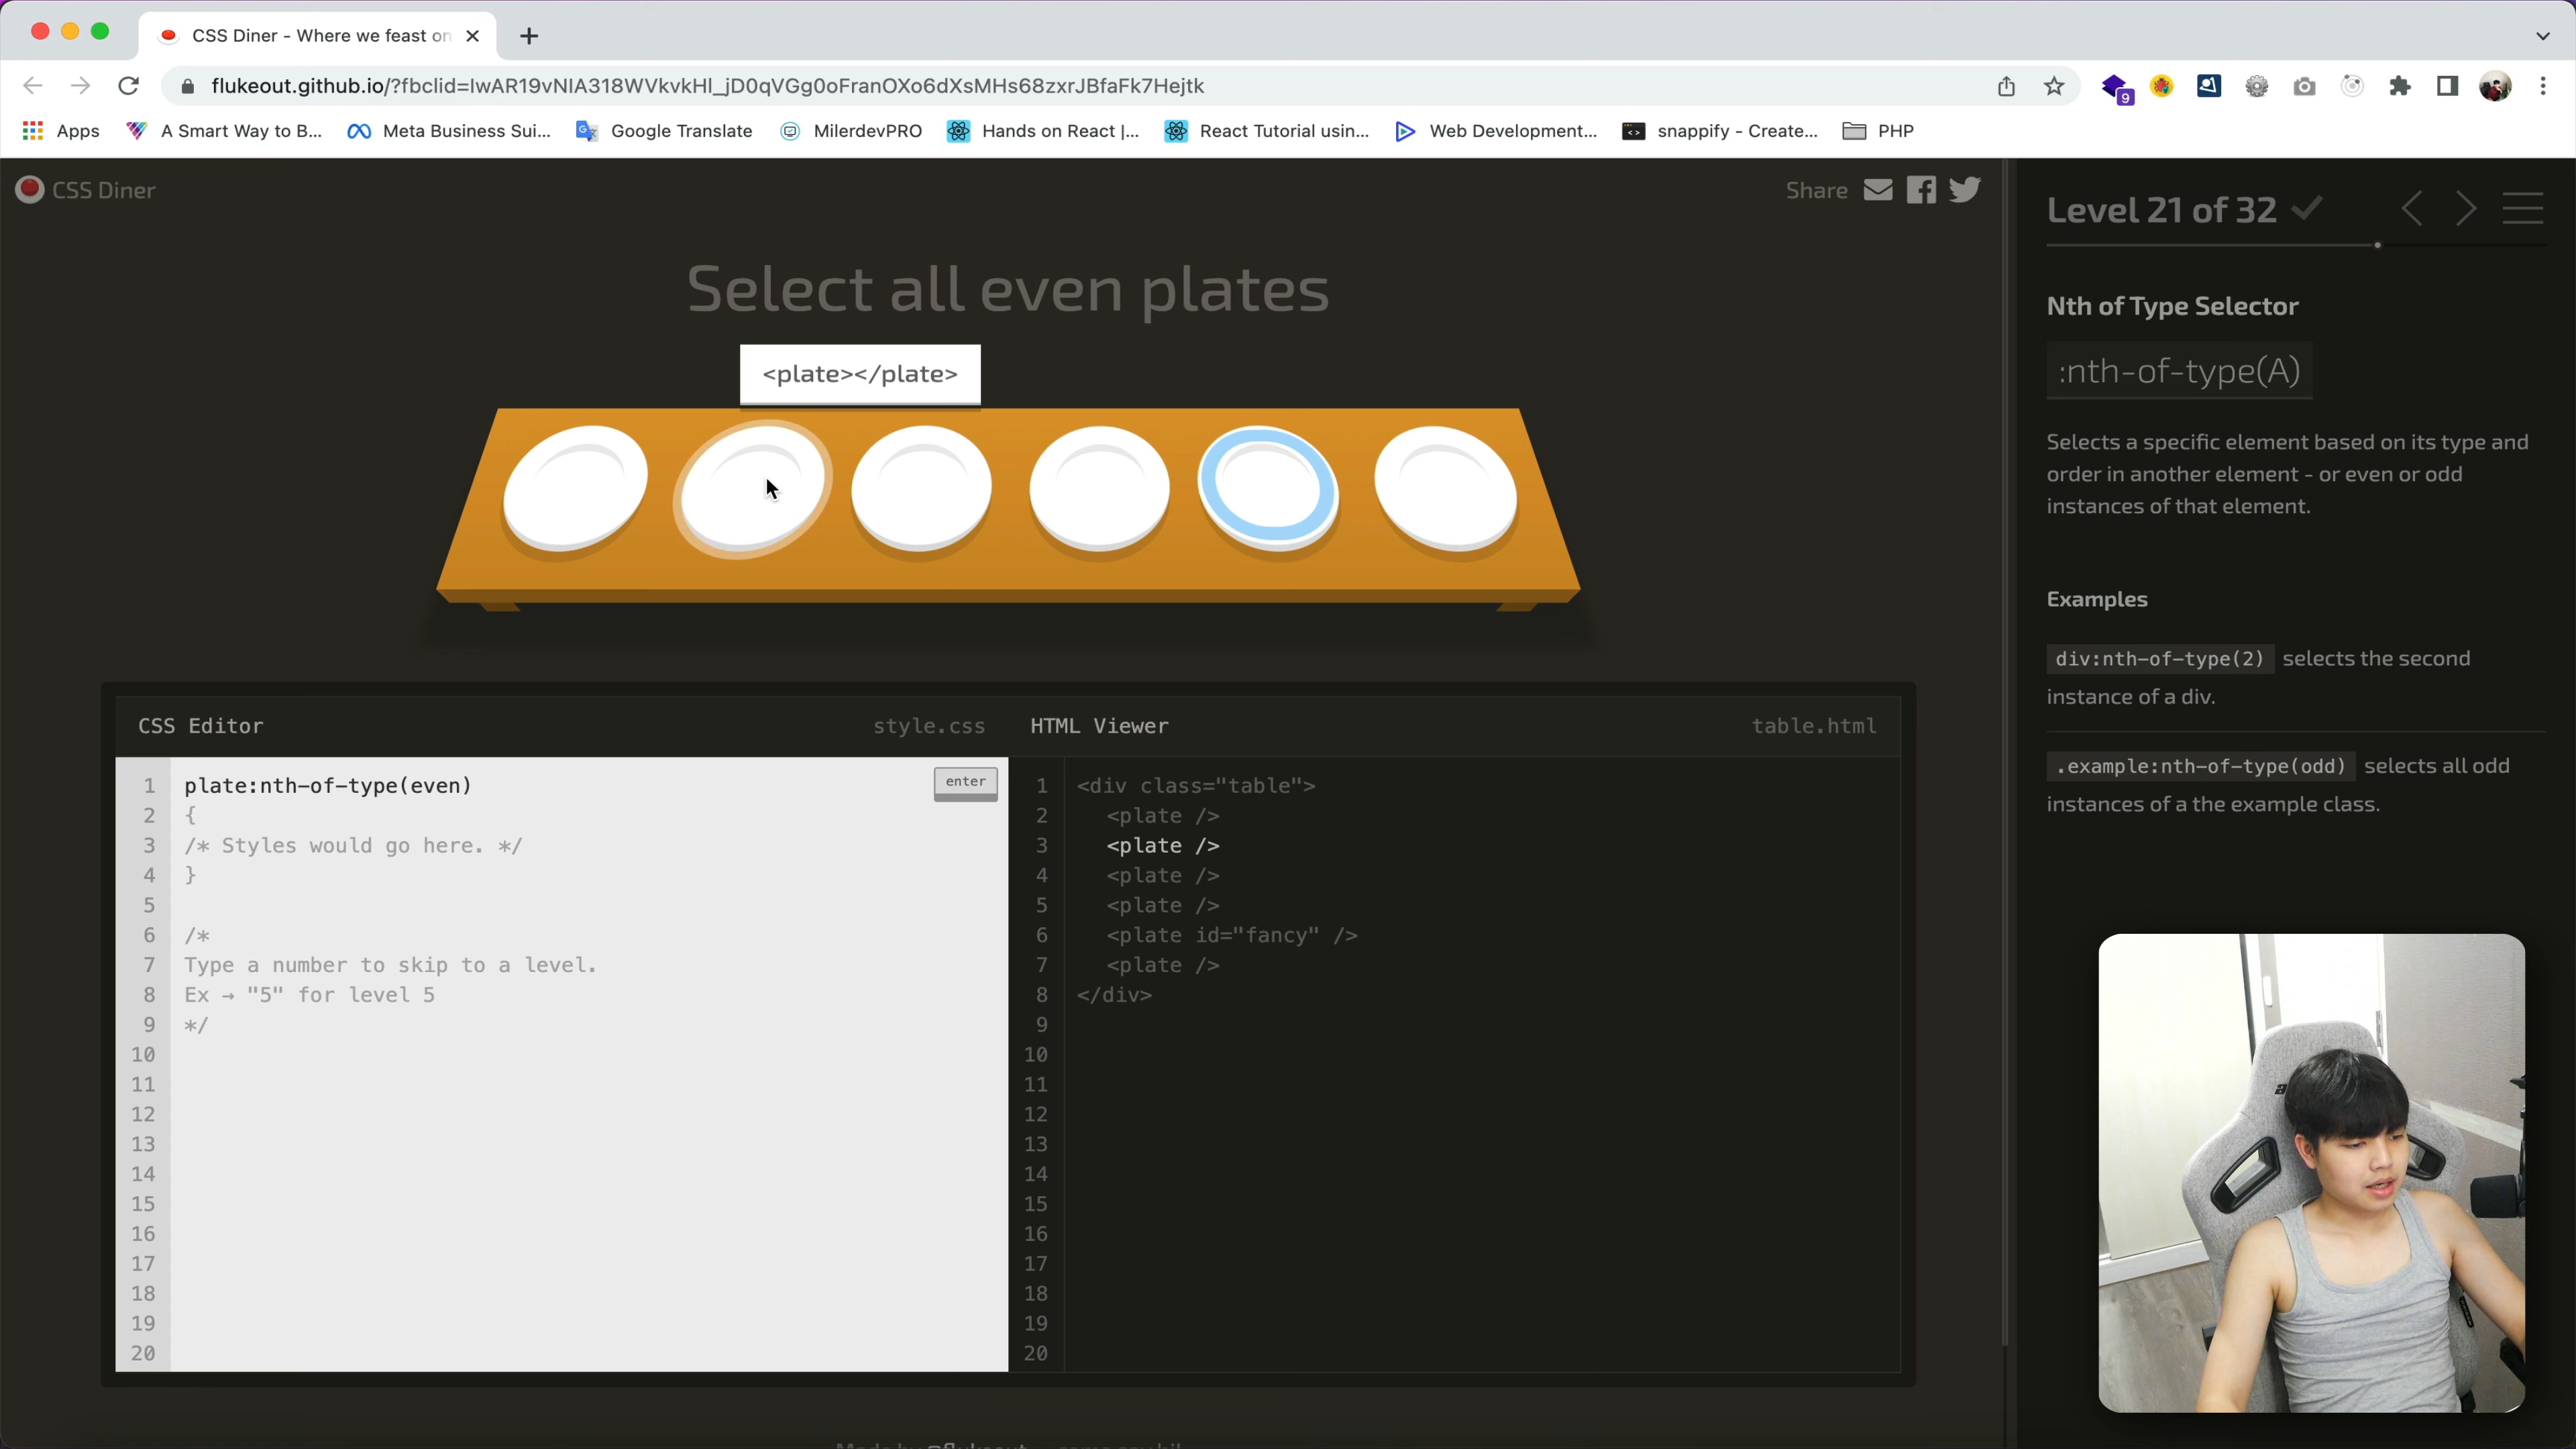 CSS Diner - Where we feast on
flukeout.github.io/?fbclid=IwAR19vNIA318WVkvkHl_jD0qVGg0oFranOXo6dXsMHs68zxrJBfaFk7Hejtk
9
Apps
A Smart Way to B...
Meta Business Sui...
Google Translate
MilerdevPRO
Hands on React |...
React Tutorial usin...
Web Development...
snappify - Create...
PHP
CSS Diner
Share
Select all even plates
<plate></plate>
CSS Editor
style.css
1 plate:nth-of-type(even)
enter
2 {
3 /* Styles would go here. */
4 }
5
6 /*
7 Type a number to skip to a level.
8 Ex → "5" for level 5
9 */
10
11
12
13
14
15
16
17
18
19
20
HTML Viewer
table.html
1 <div class="table">
2 <plate />
3 <plate />
4 <plate />
5 <plate />
6 <plate id="fancy" />
7 <plate />
8 </div>
9
10
11
12
13
14
15
16
17
18
19
20
Level 21 of 32
Nth of Type Selector
:nth-of-type(A)
Selects a specific element based on its type and
order in another element - or even or odd
instances of that element.
Examples
div:nth-of-type(2) selects the second
instance of a div.
.example:nth-of-type(odd) selects all odd
instances of a the example class.